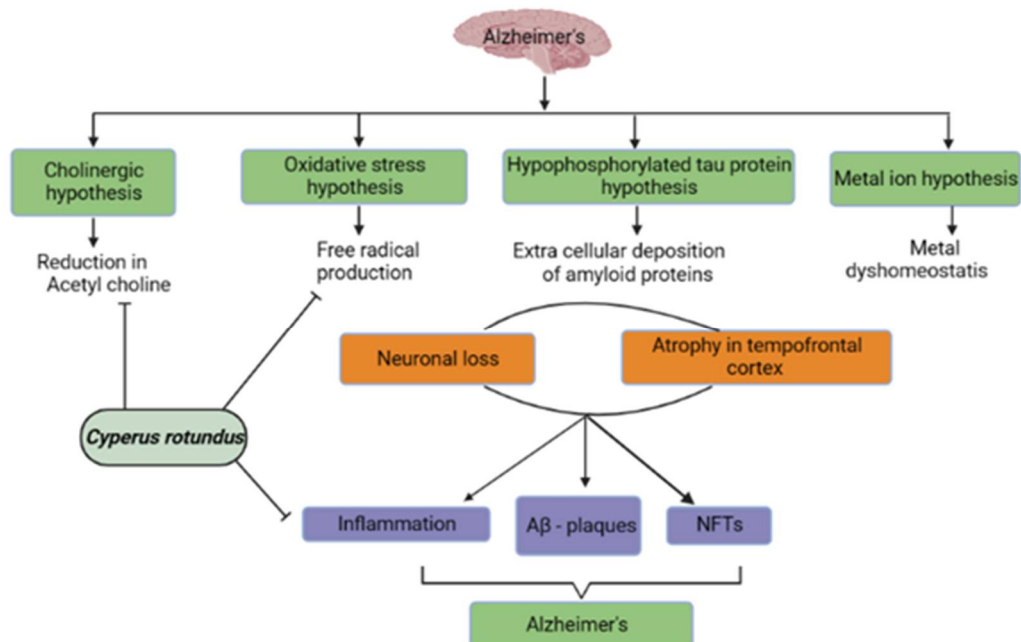 Alzheimer's
Cholinergic
hypothesis
Oxidative stress
hypothesis
Hypophosphorylated tau protein
hypothesis
Metal ion hypothesis
Reduction in
Acetyl choline
Free radical
production
Extra cellular deposition
of amyloid proteins
Metal
dyshomeostatis
Neuronal loss
Atrophy in tempofrontal
cortex
Cyperus rotundus
Inflammation
Aβ - plaques
NFTs
Alzheimer's